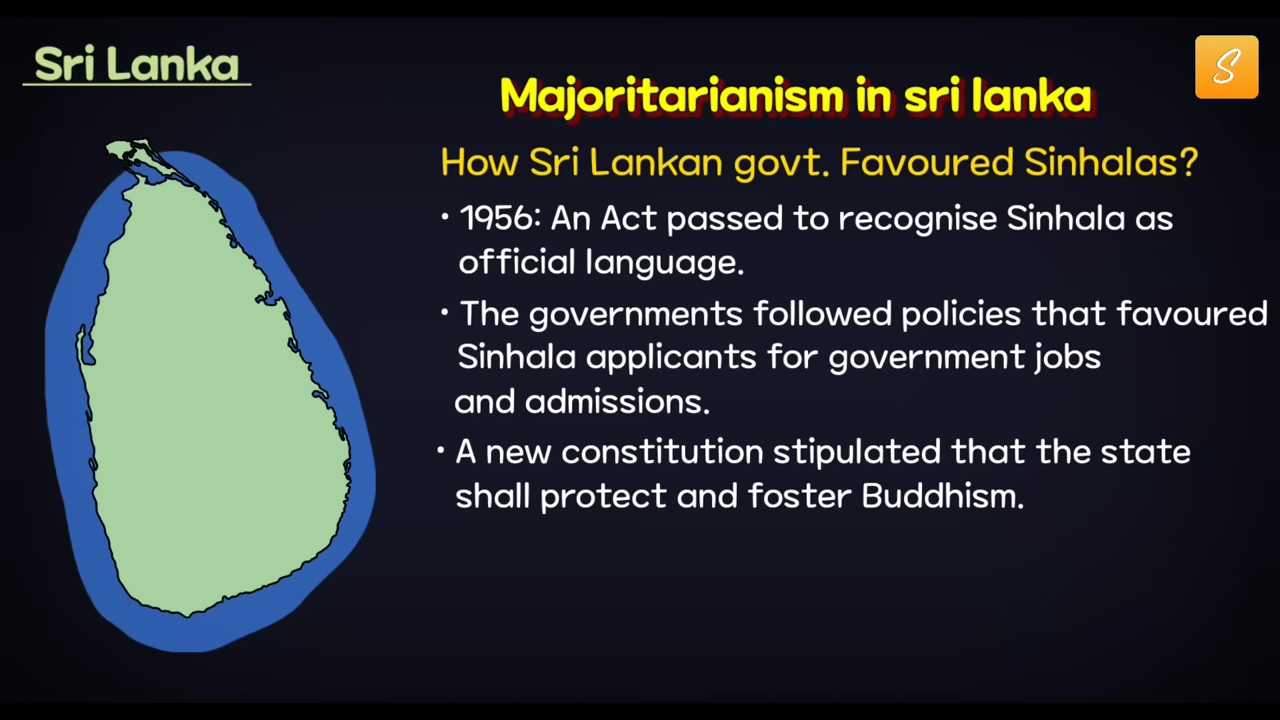 Sri Lanka
S
Majoritarianism in sri lanka
How Sri Lankan govt. Favoured Sinhalas?
• 1956: An Act passed to recognise Sinhala as
official language.
• The governments followed policies that favoured
Sinhala applicants for government jobs
and admissions.
• A new constitution stipulated that the state
shall protect and foster Buddhism.